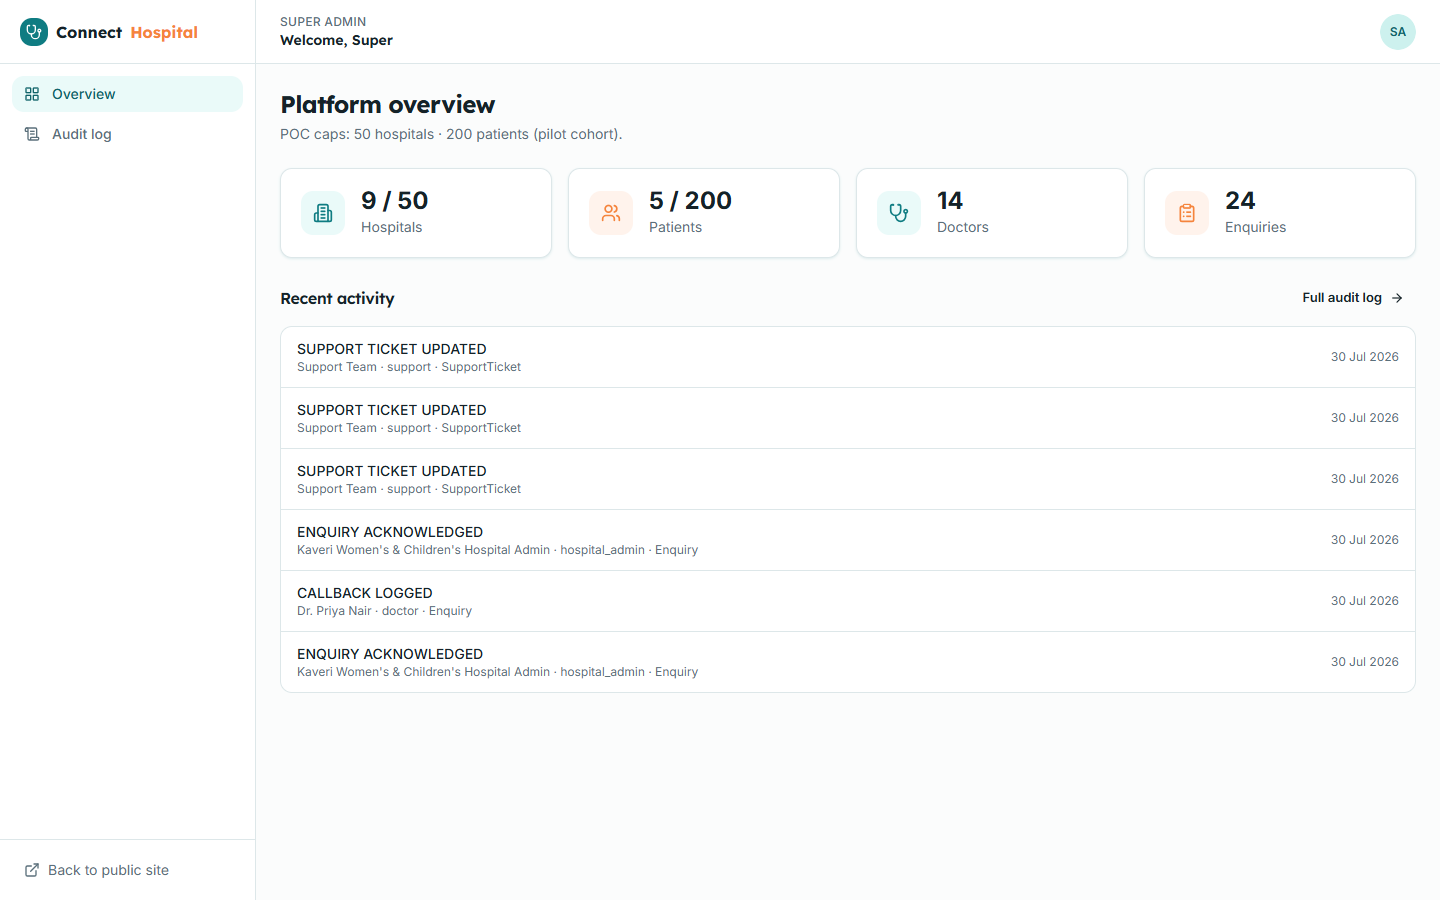 Connect Hospital
SUPER ADMIN
Welcome, Super
SA
Overview
Audit log
Platform overview
POC caps: 50 hospitals · 200 patients (pilot cohort).
9 / 50
Hospitals
5 / 200
Patients
14
Doctors
24
Enquiries
Recent activity
Full audit log
SUPPORT TICKET UPDATED
Support Team · support · SupportTicket
30 Jul 2026
SUPPORT TICKET UPDATED
Support Team · support · SupportTicket
30 Jul 2026
SUPPORT TICKET UPDATED
Support Team · support · SupportTicket
30 Jul 2026
ENQUIRY ACKNOWLEDGED
Kaveri Women's & Children's Hospital Admin · hospital_admin · Enquiry
30 Jul 2026
CALLBACK LOGGED
Dr. Priya Nair · doctor · Enquiry
30 Jul 2026
ENQUIRY ACKNOWLEDGED
Kaveri Women's & Children's Hospital Admin · hospital_admin · Enquiry
30 Jul 2026
Back to public site